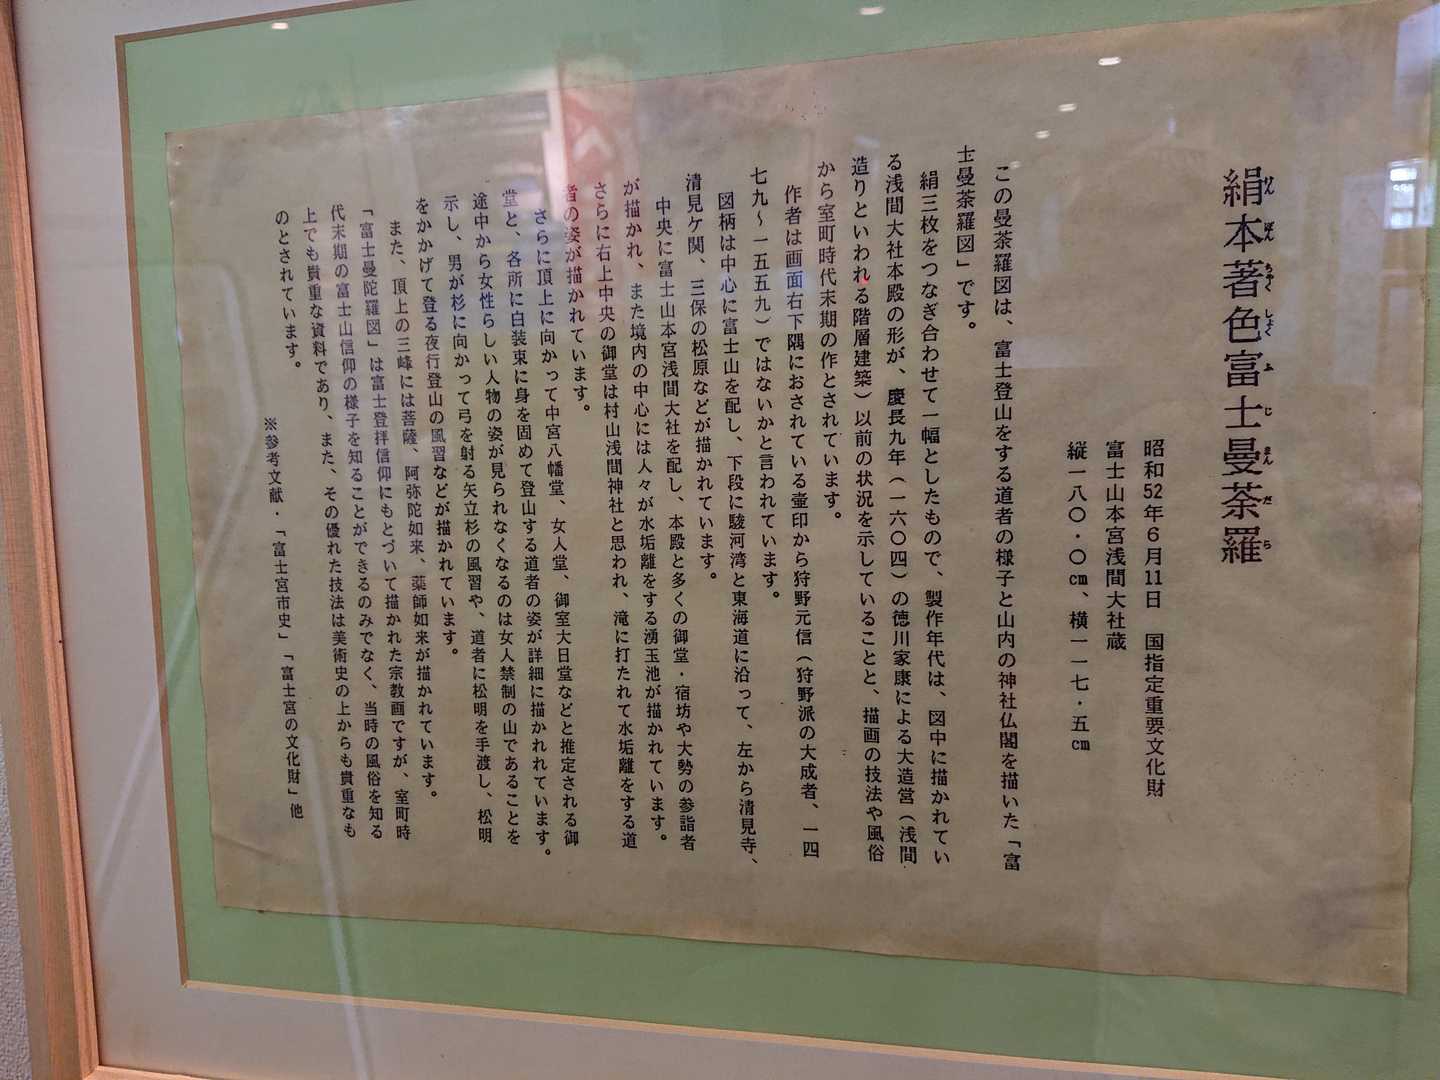 絹本著色富士曼荼羅
けんぽんちゃくしょくふじまんだら
昭和52年6月11日　国指定重要文化財
富士山本宮浅間大社蔵
縦一八〇・〇㎝、横一一七・五㎝
この曼荼羅図は、富士登山をする道者の様子と山内の神社仏閣を描いた「富
士曼荼羅図」です。
絹三枚をつなぎ合わせて一幅としたもので、製作年代は、図中に描かれてい
る浅間大社本殿の形が、慶長九年（一六〇四）の徳川家康による大造営（浅間
造りといわれる階層建築）以前の状況を示していることと、描画の技法や風俗
から室町時代末期の作とされています。
作者は画面右下隅におされている壷印から狩野元信（狩野派の大成者、一四
七九〜一五五九）ではないかと言われています。
図柄は中心に富士山を配し、下段に駿河湾と東海道に沿って、左から清見寺、
清見ケ関、三保の松原などが描かれています。
中央に富士山本宮浅間大社を配し、本殿と多くの御堂・宿坊や大勢の参詣者
が描かれ、また境内の中心には人々が水垢離をする湧玉池が描かれています。
さらに右上中央の御堂は村山浅間神社と思われ、滝に打たれて水垢離をする道
者の姿が描かれています。
さらに頂上に向かって中宮八幡堂、女人堂、御室大日堂などと推定される御
堂と、各所に白装束に身を固めて登山する道者の姿が詳細に描かれれています。
途中から女性らしい人物の姿が見られなくなるのは女人禁制の山であることを
示し、男が杉に向かって弓を射る矢立杉の風習や、道者に松明を手渡し、松明
をかかげて登る夜行登山の風習などが描かれています。
また、頂上の三峰には菩薩、阿弥陀如来、薬師如来が描かれています。
「富士曼陀羅図」は富士登拝信仰にもとづいて描かれた宗教画ですが、室町時
代末期の富士山信仰の様子を知ることができるのみでなく、当時の風俗を知る
上でも貴重な資料であり、また、その優れた技法は美術史の上からも貴重なも
のとされています。
※参考文献・「富士宮市史」「富士宮の文化財」他